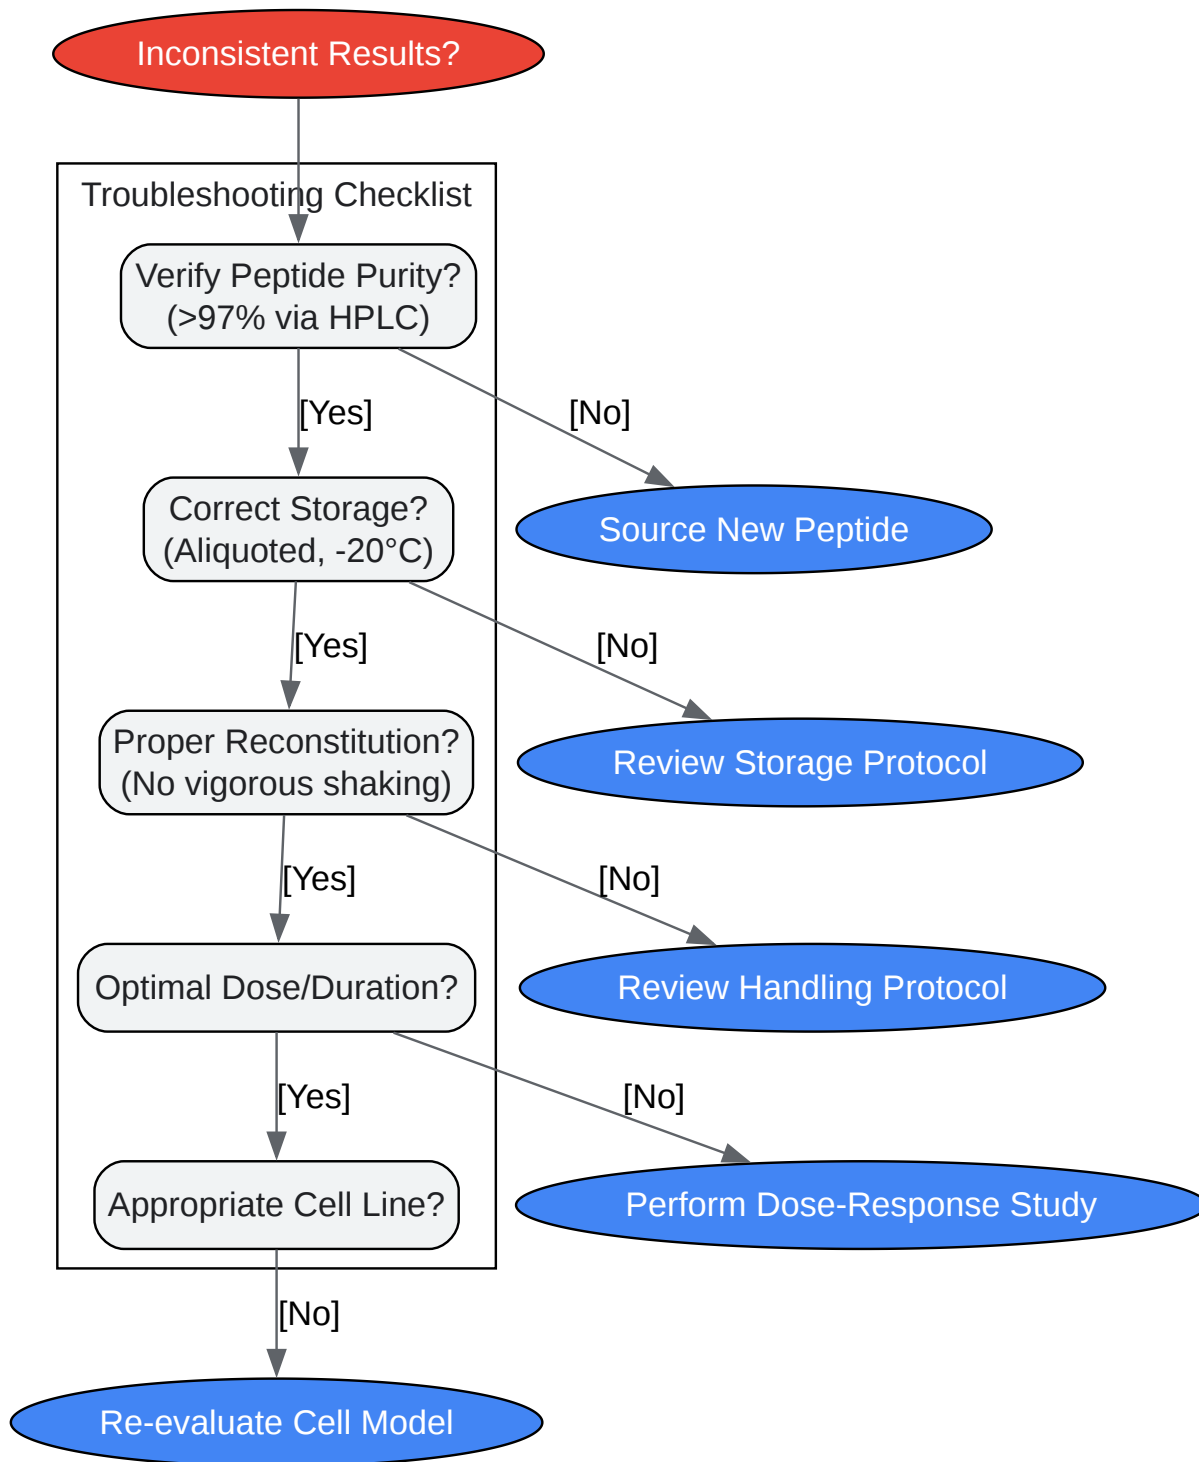 Inconsistent Results?
Troubleshooting Checklist
Verify Peptide Purity?
(>97% via HPLC)
[Yes]
[No]
Correct Storage?
(Aliquoted, -20°C)
Source New Peptide
[Yes]
[No]
Proper Reconstitution?
(No vigorous shaking)
Review Storage Protocol
[Yes]
[No]
Optimal Dose/Duration?
Review Handling Protocol
[Yes]
[No]
Appropriate Cell Line?
Perform Dose-Response Study
[No]
Re-evaluate Cell Model